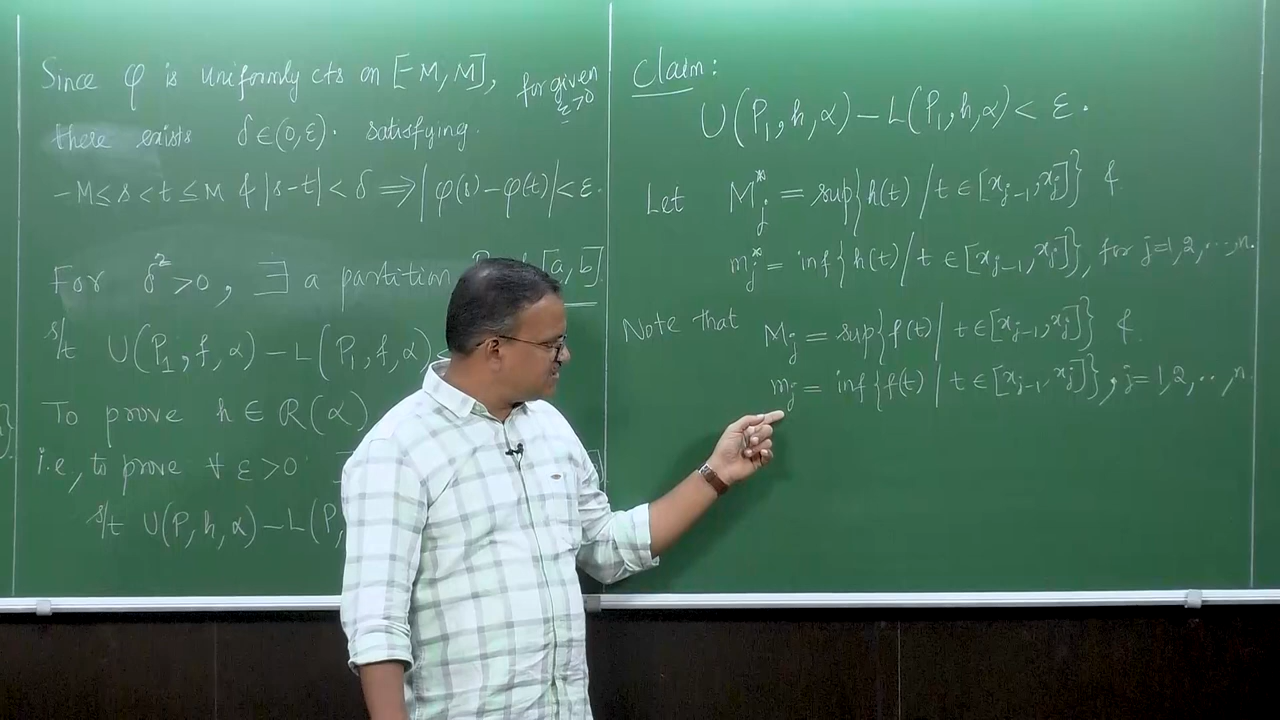 Since φ is uniformly cts on [-M, M], for given ε>0
there exists δ∈(0,ε). satisfying.
-M≤s<t≤M & |s-t|<δ ⟹ |φ(s)-φ(t)|<ε.
For δ²>0, ∃ a partition [a,b].
s/t U(P₁,f,α)-L(P₁,f,α)<
To prove h∈R(α)
i.e, to prove ∀ ε>0
s/t U(P,h,α)-L(P,
Claim:
U(P₁,h,α)-L(P₁,h,α)<ε.
Let M*ⱼ = sup{h(t)/t∈[xⱼ₋₁,xⱼ]} &
m*ⱼ = inf{h(t)/t∈[xⱼ₋₁,xⱼ]}, for j=1,2,...,n.
Note that Mⱼ = sup{f(t)/t∈[xⱼ₋₁,xⱼ]} &
mⱼ = inf{f(t)/t∈[xⱼ₋₁,xⱼ]}, j=1,2,..,n